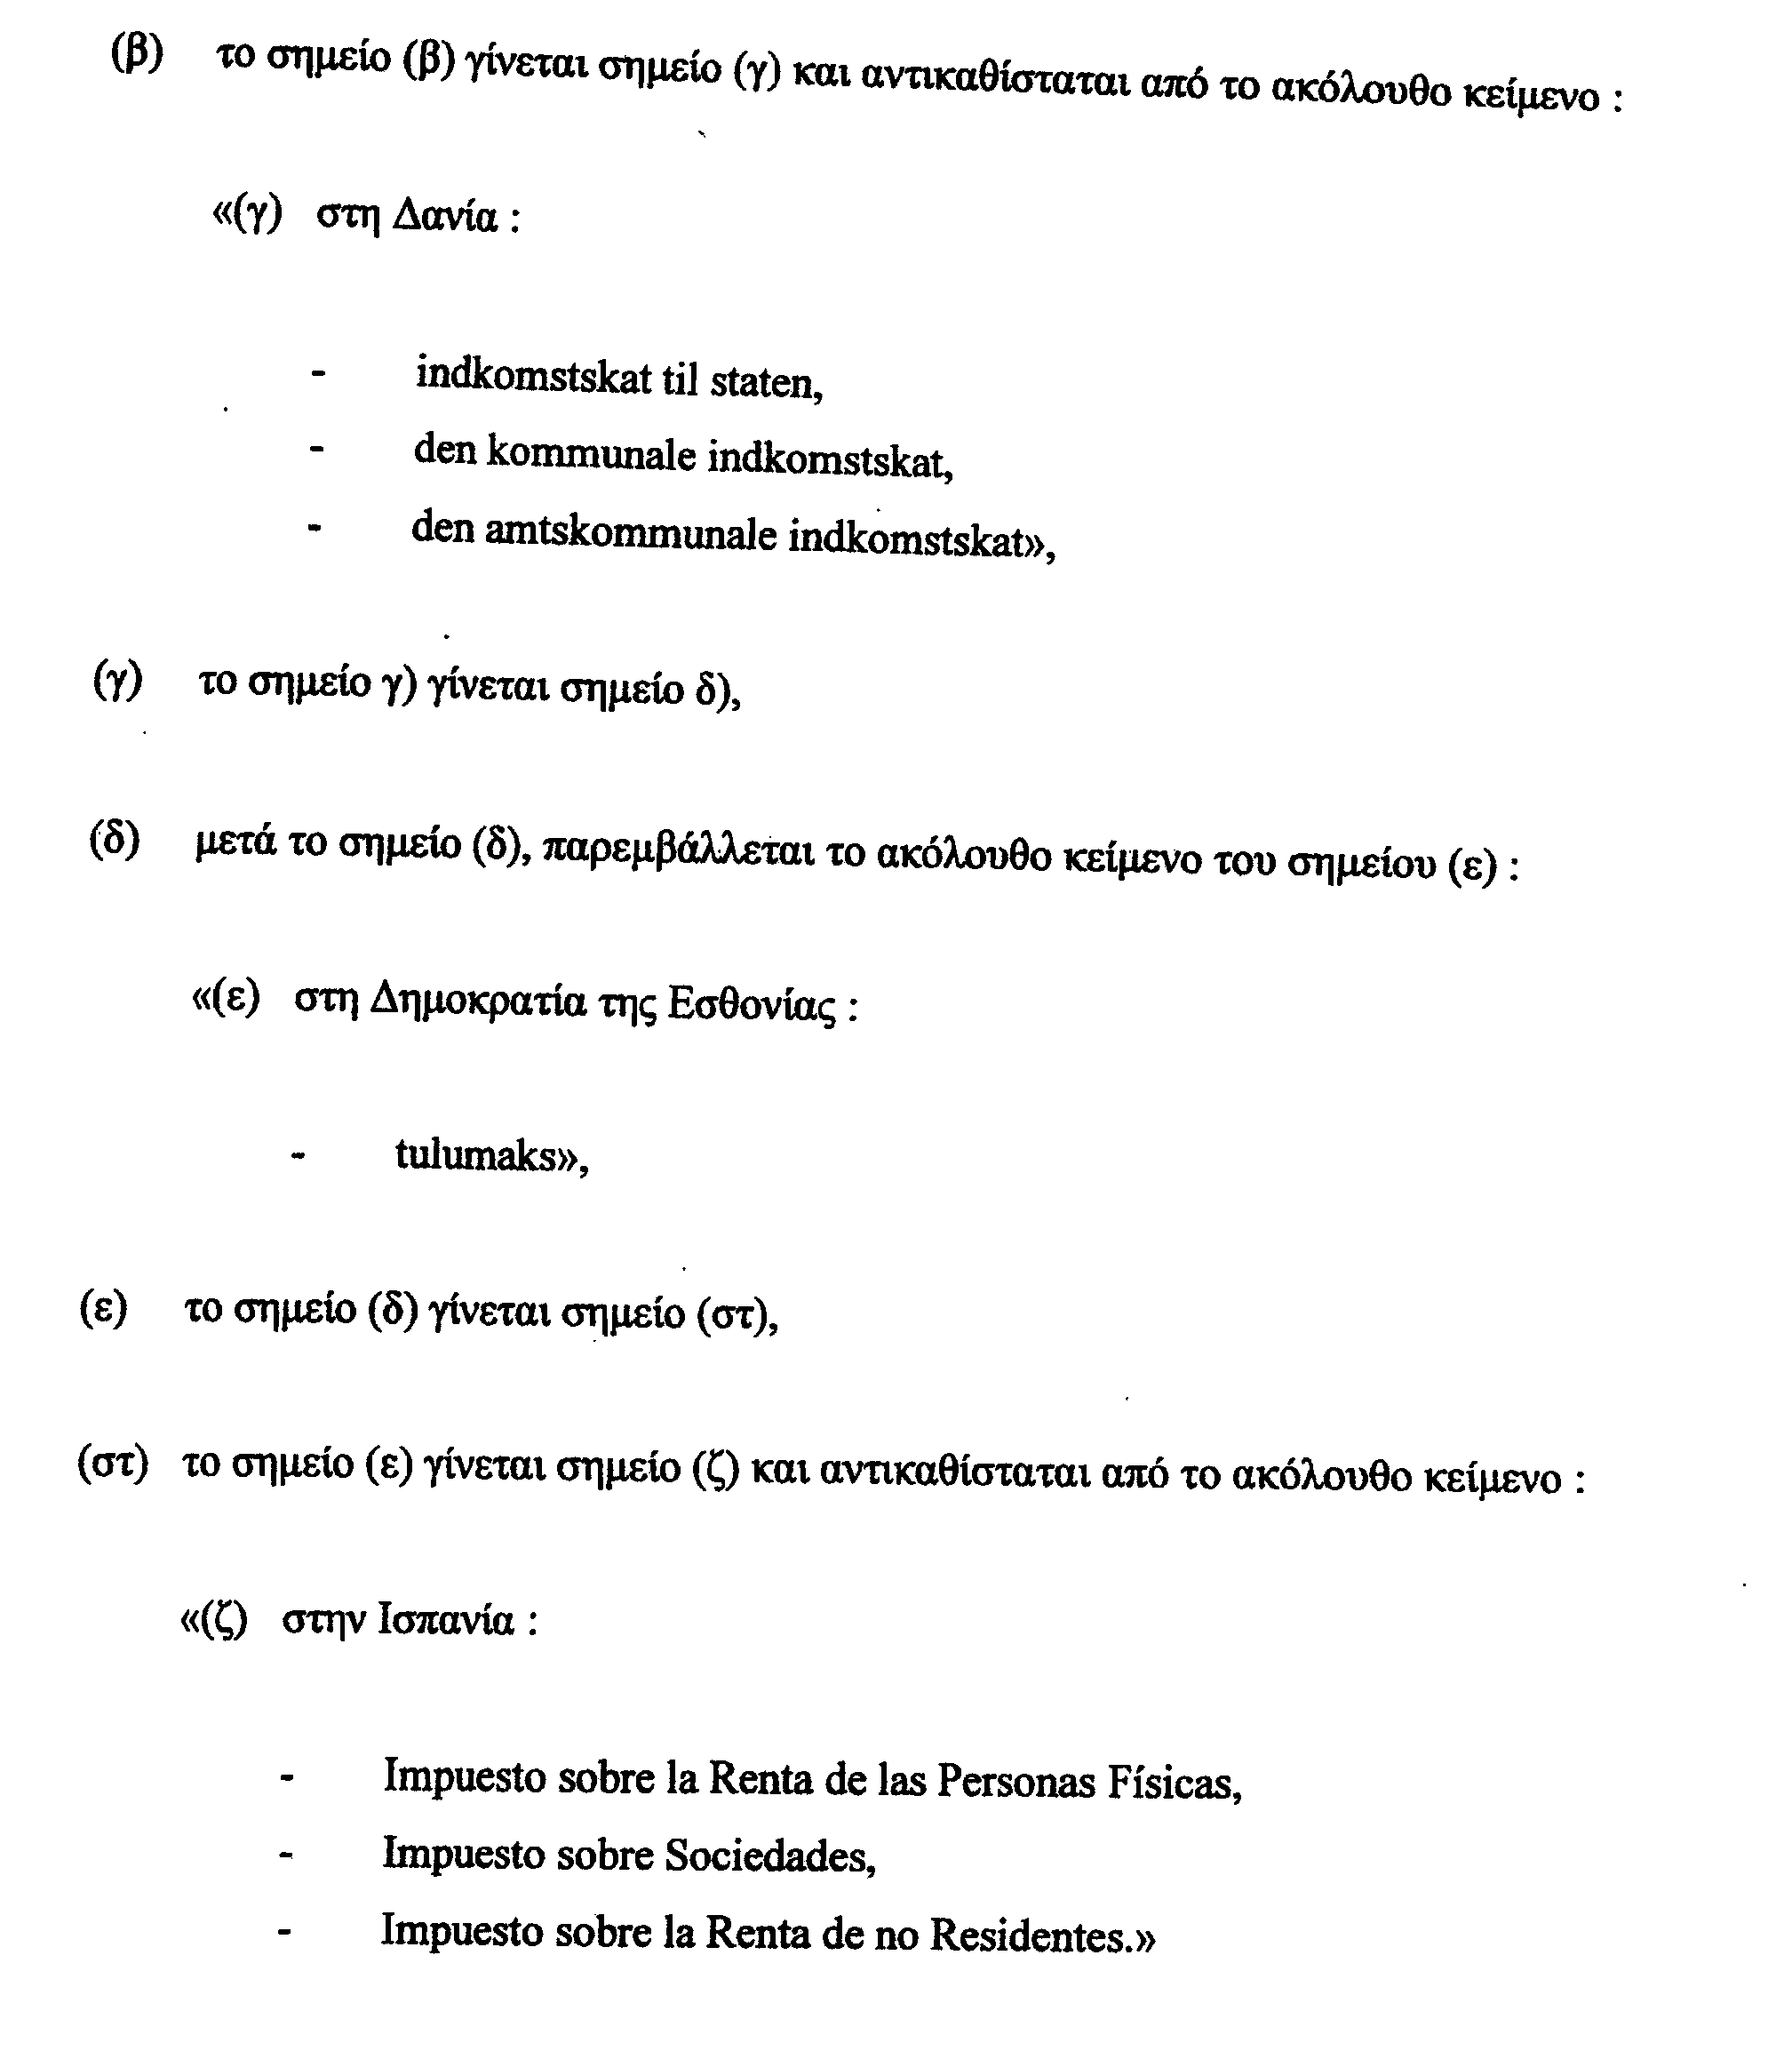 (β) το σημείο (β) γίνεται σημείο (γ) και αντικαθίσταται από το ακόλουθο κείμενο :
«(γ) στη Δανία :
- indkomstskat til staten,
- den kommunale indkomstskat,
- den amtskommunale indkomstskat»,
(γ) το σημείο γ) γίνεται σημείο δ),
(δ) μετά το σημείο (δ), παρεμβάλλεται το ακόλουθο κείμενο του σημείου (ε) :
«(ε) στη Δημοκρατία της Εσθονίας :
- tulumaks»,
(ε) το σημείο (δ) γίνεται σημείο (στ),
(στ) το σημείο (ε) γίνεται σημείο (ζ) και αντικαθίσταται από το ακόλουθο κείμενο :
«(ζ) στην Ισπανία :
- Impuesto sobre la Renta de las Personas Físicas,
- Impuesto sobre Sociedades,
- Impuesto sobre la Renta de no Residentes.»